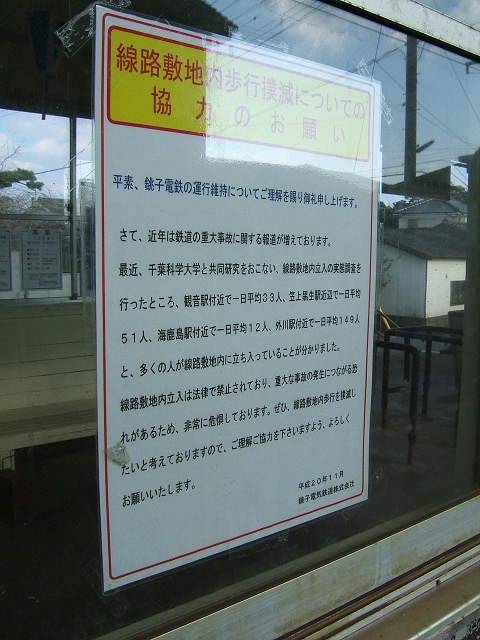 線路敷地内歩行撲滅についての
協力のお願い
平素、銚子電鉄の運行維持についてご理解を賜り御礼申し上げます。
さて、近年は鉄道の重大事故に関する報道が増えております。
最近、千葉科学大学と共同研究をおこない、線路敷地内立入の実態調査を
行ったところ、観音駅付近で一日平均33人、笠上黒生駅近辺で一日平均
51人、海鹿島駅付近で一日平均12人、外川駅付近で一日平均149人
と、多くの人が線路敷地内に立ち入っていることが分かりました。
線路敷地内立入は法律で禁止されており、重大な事故の発生につながる恐
れがあるため、非常に危惧しております。ぜひ、線路敷地内歩行を撲滅し
たいと考えておりますので、ご理解ご協力を下さいますよう、よろしく
お願いいたします。
平成20年11月
銚子電気鉄道株式会社